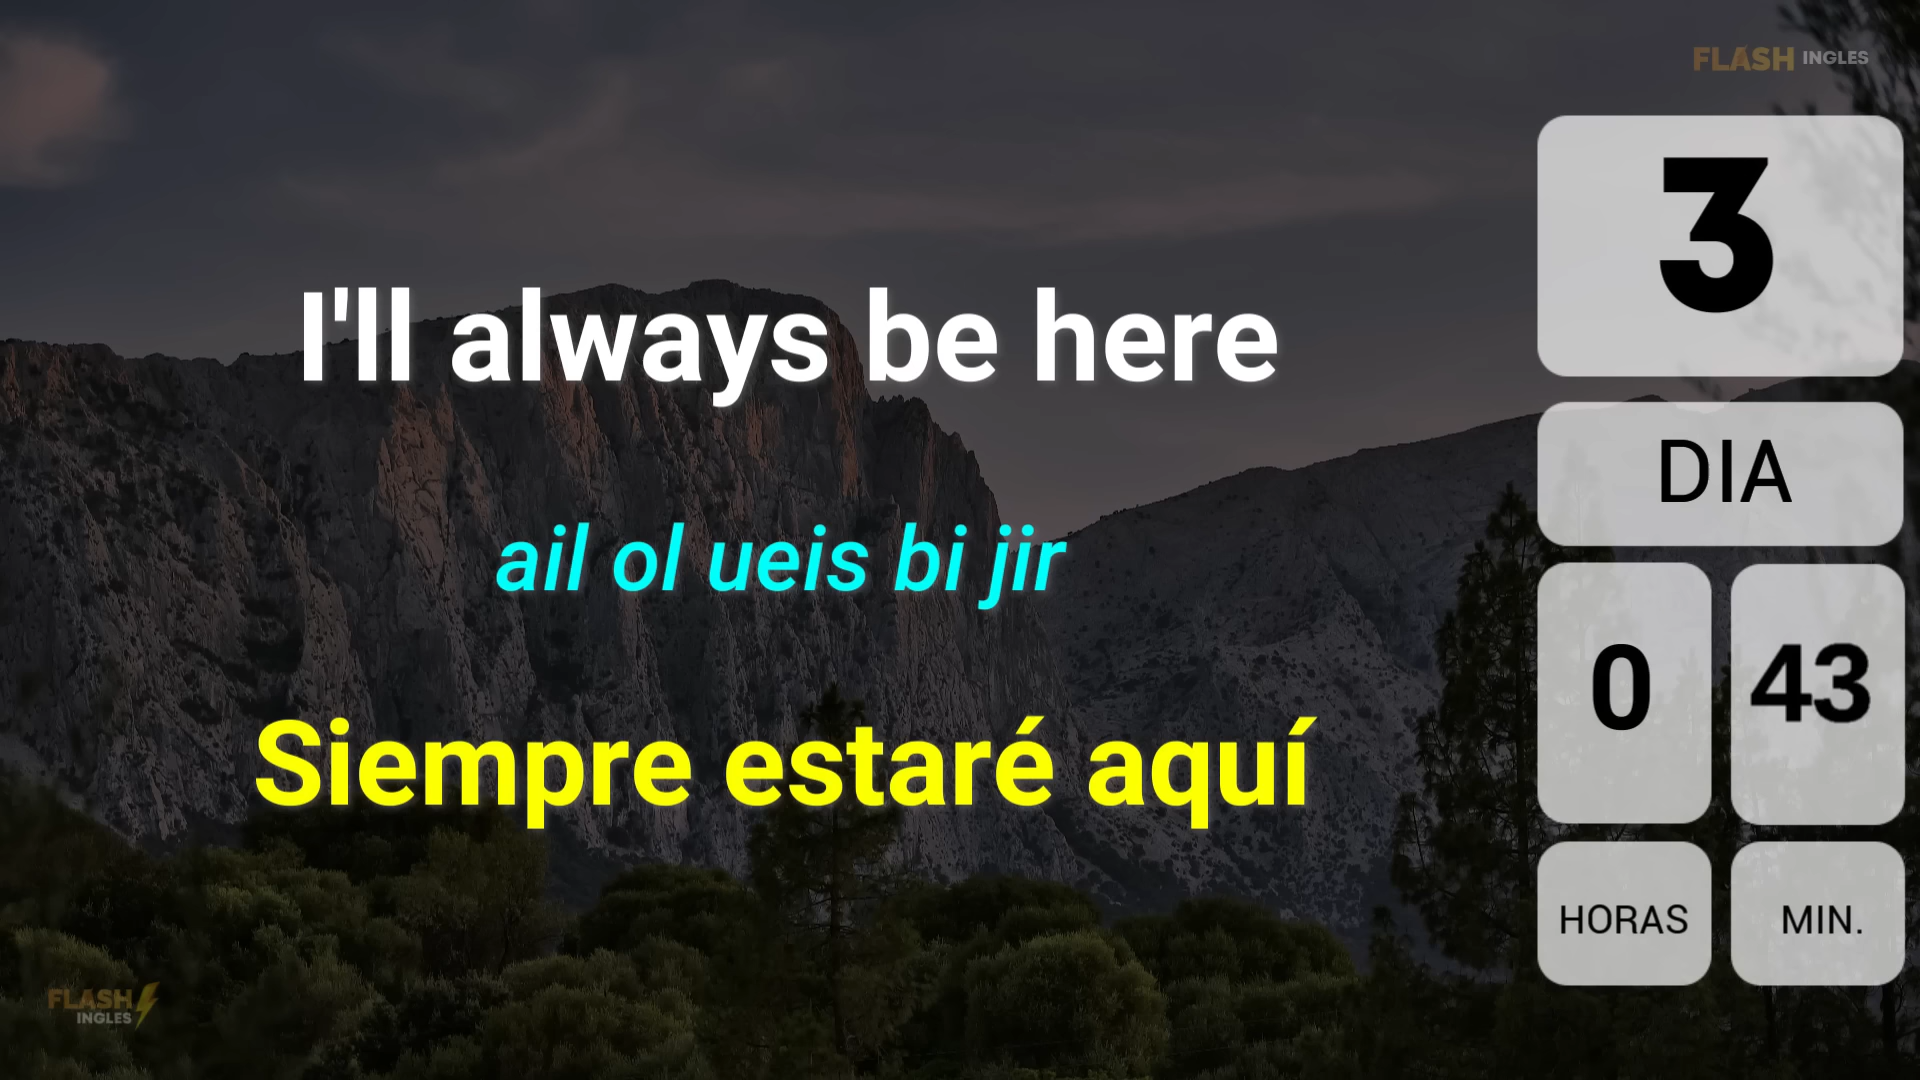 FLASH INGLES
3
I'll always be here
DIA
ail ol ueis bi jir
0 43
Siempre estaré aquí
HORAS MIN.
FLASH
INGLES